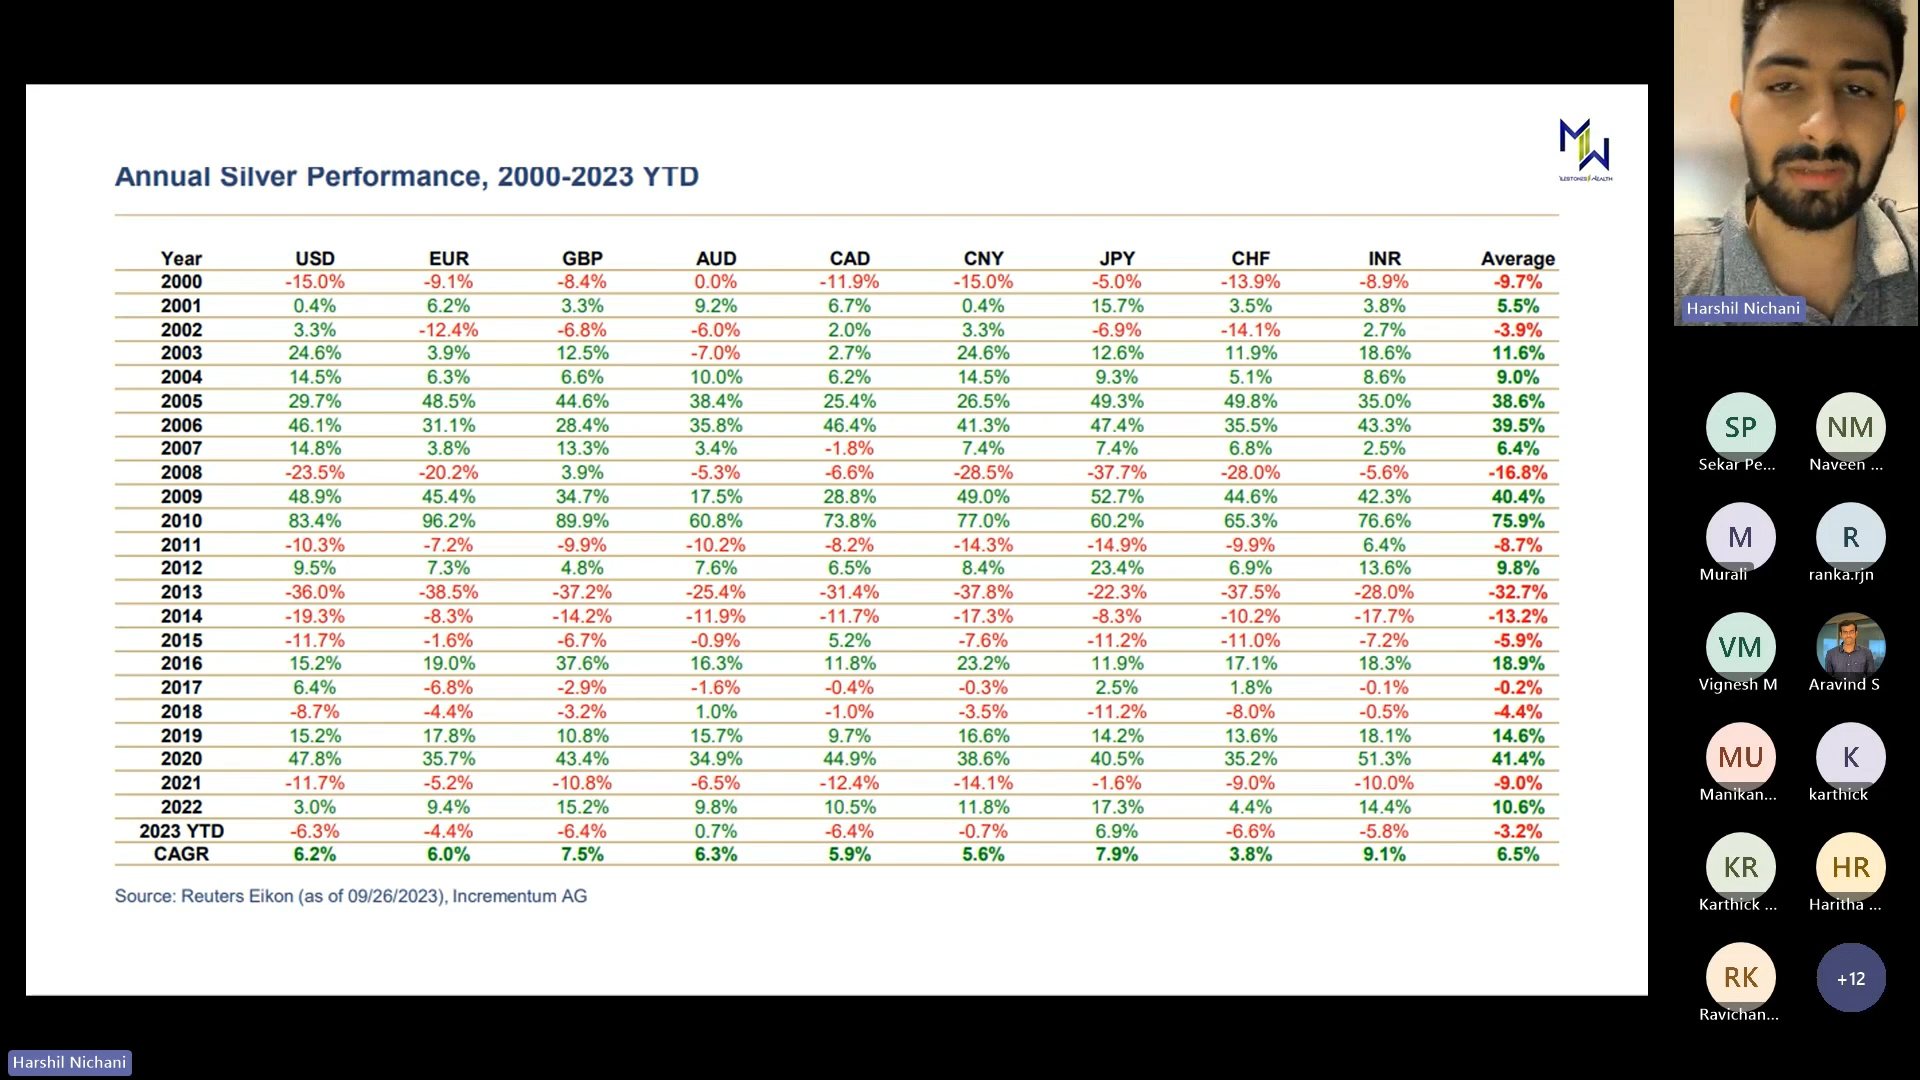 MW
Annual Silver Performance, 2000-2023 YTD
Year USD EUR GBP AUD CAD CNY JPY CHF INR Average
2000 -15.0% -9.1% -8.4% 0.0% -11.9% -15.0% -5.0% -13.9% -8.9% -9.7%
2001 0.4% 6.2% 3.3% 9.2% 6.7% 0.4% 15.7% 3.5% 3.8% 5.5%
2002 3.3% -12.4% -6.8% -6.0% 2.0% 3.3% -6.9% -14.1% 2.7% -3.9%
2003 24.6% 3.9% 12.5% -7.0% 2.7% 24.6% 12.6% 11.9% 18.6% 11.6%
2004 14.5% 6.3% 6.6% 10.0% 6.2% 14.5% 9.3% 5.1% 8.6% 9.0%
2005 29.7% 48.5% 44.6% 38.4% 25.4% 26.5% 49.3% 49.8% 35.0% 38.6%
2006 46.1% 31.1% 28.4% 35.8% 46.4% 41.3% 47.4% 35.5% 43.3% 39.5%
2007 14.8% 3.8% 13.3% 3.4% -1.8% 7.4% 7.4% 6.8% 2.5% 6.4%
2008 -23.5% -20.2% 3.9% -5.3% -6.6% -28.5% -37.7% -28.0% -5.6% -16.8%
2009 48.9% 45.4% 34.7% 17.5% 28.8% 49.0% 52.7% 44.6% 42.3% 40.4%
2010 83.4% 96.2% 89.9% 60.8% 73.8% 77.0% 60.2% 65.3% 76.6% 75.9%
2011 -10.3% -7.2% -9.9% -10.2% -8.2% -14.3% -14.9% -9.9% 6.4% -8.7%
2012 9.5% 7.3% 4.8% 7.6% 6.5% 8.4% 23.4% 6.9% 13.6% 9.8%
2013 -36.0% -38.5% -37.2% -25.4% -31.4% -37.8% -22.3% -37.5% -28.0% -32.7%
2014 -19.3% -8.3% -14.2% -11.9% -11.7% -17.3% -8.3% -10.2% -17.7% -13.2%
2015 -11.7% -1.6% -6.7% -0.9% 5.2% -7.6% -11.2% -11.0% -7.2% -5.9%
2016 15.2% 19.0% 37.6% 16.3% 11.8% 23.2% 11.9% 17.1% 18.3% 18.9%
2017 6.4% -6.8% -2.9% -1.6% -0.4% -0.3% 2.5% 1.8% -0.1% -0.2%
2018 -8.7% -4.4% -3.2% 1.0% -1.0% -3.5% -11.2% -8.0% -0.5% -4.4%
2019 15.2% 17.8% 10.8% 15.7% 9.7% 16.6% 14.2% 13.6% 18.1% 14.6%
2020 47.8% 35.7% 43.4% 34.9% 44.9% 38.6% 40.5% 35.2% 51.3% 41.4%
2021 -11.7% -5.2% -10.8% -6.5% -12.4% -14.1% -1.6% -9.0% -10.0% -9.0%
2022 3.0% 9.4% 15.2% 9.8% 10.5% 11.8% 17.3% 4.4% 14.4% 10.6%
2023 YTD -6.3% -4.4% -6.4% 0.7% -6.4% -0.7% 6.9% -6.6% -5.8% -3.2%
CAGR 6.2% 6.0% 7.5% 6.3% 5.9% 5.6% 7.9% 3.8% 9.1% 6.5%
Source: Reuters Eikon (as of 09/26/2023), Incrementum AG
Harshil Nichani
SP NM
Sekar Pe... Naveen ...
M R
Murali ranka.rjn
VM
Vignesh M Aravind S
MU K
Manikan... karthick
KR HR
Karthick ... Haritha ...
RK +12
Ravichan...
Harshil Nichani